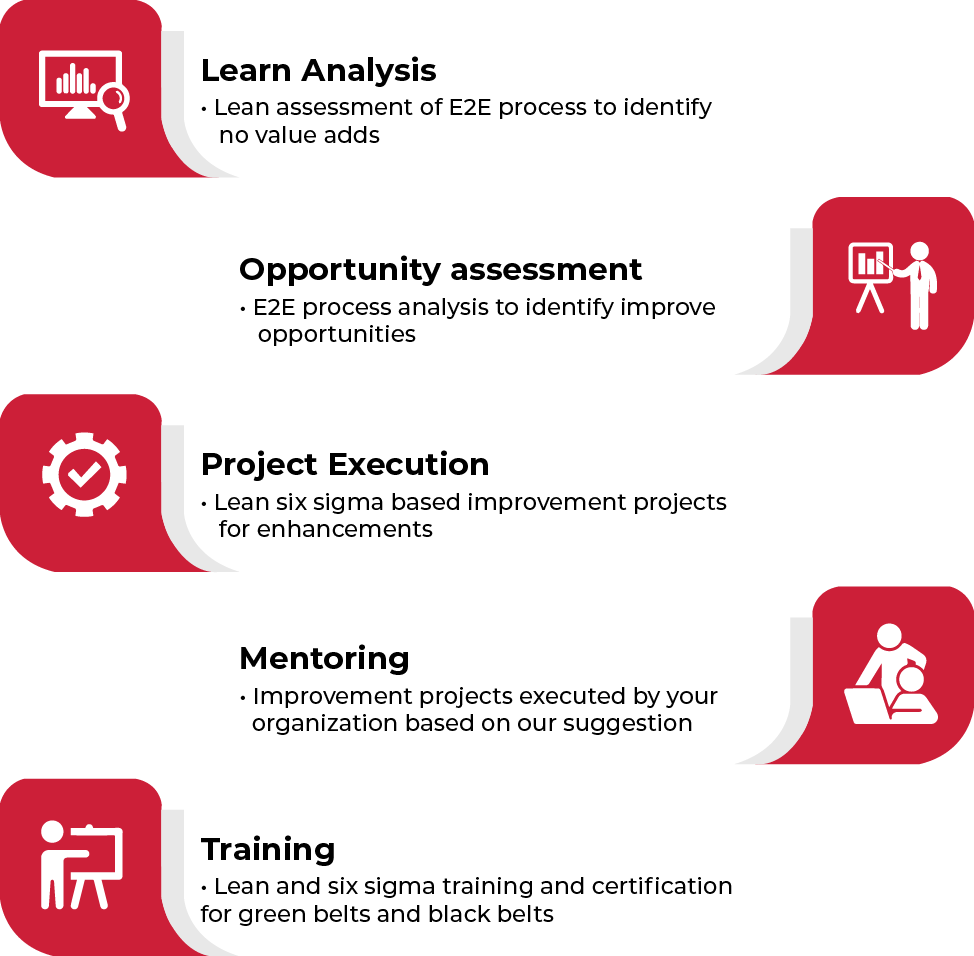 Learn Analysis
• Lean assessment of E2E process to identify
no value adds
Opportunity assessment
• E2E process analysis to identify improve
opportunities
Project Execution
• Lean six sigma based improvement projects
for enhancements
Mentoring
• Improvement projects executed by your
organization based on our suggestion
Training
• Lean and six sigma training and certification
for green belts and black belts